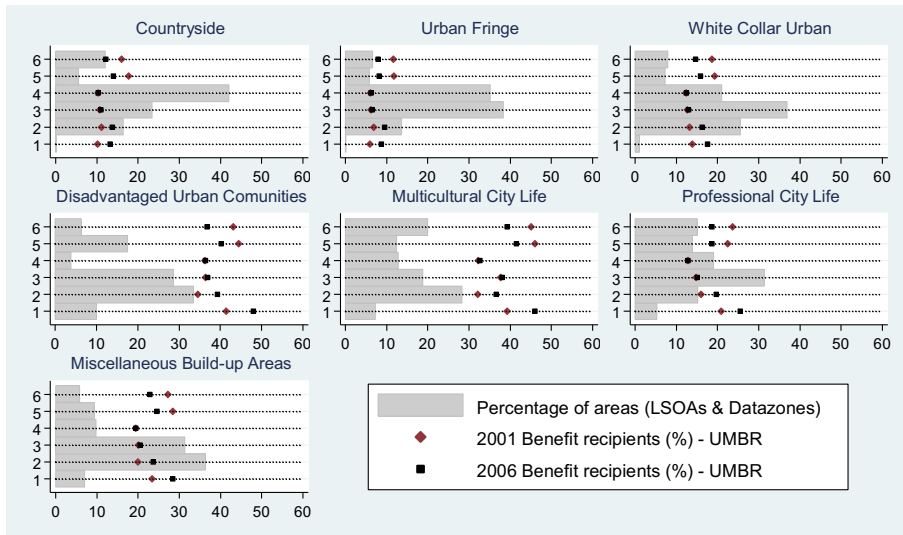 Countryside
Urban Fringe
White Collar Urban
6
5
4
3
2
1
0 10 20 30 40 50 60
6
5
4
3
2
1
0 10 20 30 40 50 60
6
5
4
3
2
1
0 10 20 30 40 50 60
Disadvantaged Urban Comunities
Multicultural City Life
Professional City Life
6
5
4
3
2
1
0 10 20 30 40 50 60
6
5
4
3
2
1
0 10 20 30 40 50 60
6
5
4
3
2
1
0 10 20 30 40 50 60
Miscellaneous Build-up Areas
6
5
4
3
2
1
0 10 20 30 40 50 60
Percentage of areas (LSOAs & Datazones)
2001 Benefit recipients (%) - UMBR
2006 Benefit recipients (%) - UMBR